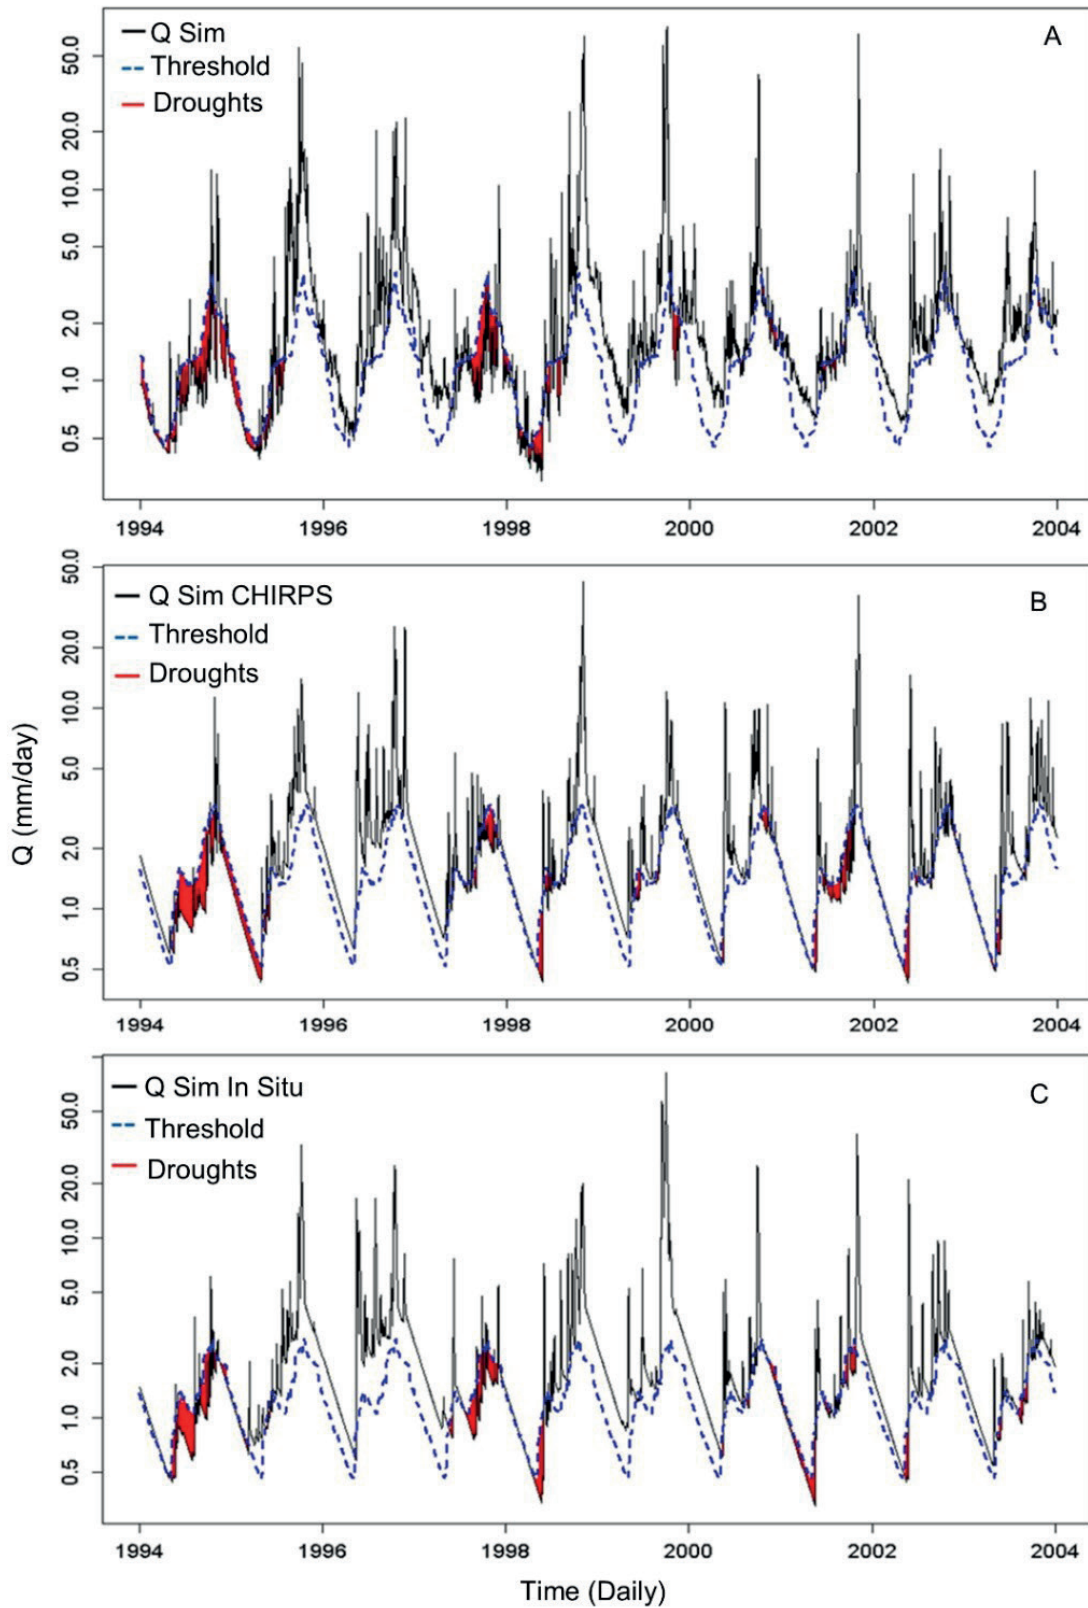 Q Sim
Threshold
Droughts
A
50.0
20.0
10.0
5.0
2.0
1.0
0.5
1994 1996 1998 2000 2002 2004
Q Sim CHIRPS
Threshold
Droughts
B
50.0
20.0
10.0
5.0
2.0
1.0
0.5
1994 1996 1998 2000 2002 2004
Q (mm/day)
Q Sim In Situ
Threshold
Droughts
C
50.0
20.0
10.0
5.0
2.0
1.0
0.5
1994 1996 1998 2000 2002 2004
Time (Daily)